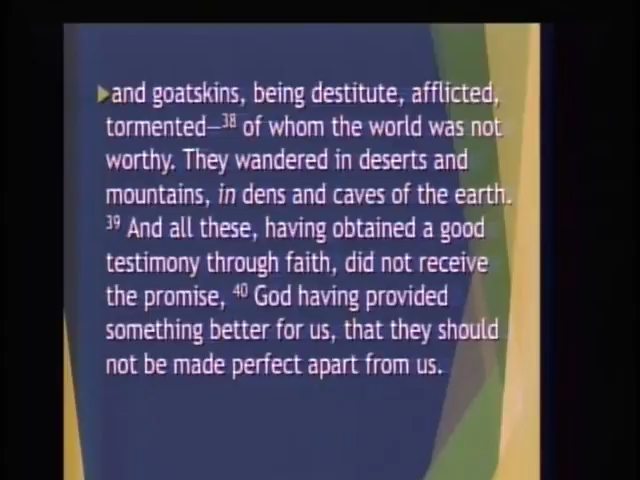 and goatskins, being destitute, afflicted,
tormented—38 of whom the world was not
worthy. They wandered in deserts and
mountains, in dens and caves of the earth.
39 And all these, having obtained a good
testimony through faith, did not receive
the promise, 40 God having provided
something better for us, that they should
not be made perfect apart from us.